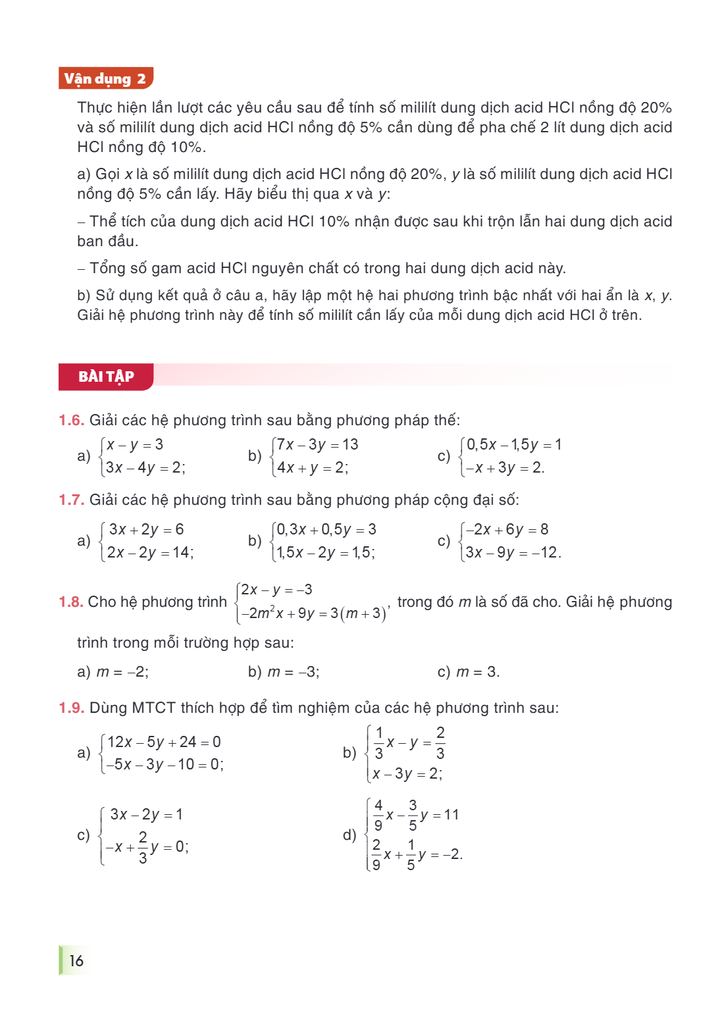 Vận dụng 2
Thực hiện lần lượt các yêu cầu sau để tính số mililít dung dịch acid HCl nồng độ 20%
và số mililít dung dịch acid HCl nồng độ 5% cần dùng để pha chế 2 lít dung dịch acid
HCl nồng độ 10%.
a) Gọi x là số mililít dung dịch acid HCl nồng độ 20%, y là số mililít dung dịch acid HCl
nồng độ 5% cần lấy. Hãy biểu thị qua x và y:
– Thể tích của dung dịch acid HCl 10% nhận được sau khi trộn lẫn hai dung dịch acid
ban đầu.
– Tổng số gam acid HCl nguyên chất có trong hai dung dịch acid này.
b) Sử dụng kết quả ở câu a, hãy lập một hệ hai phương trình bậc nhất với hai ẩn là x, y.
Giải hệ phương trình này để tính số mililít cần lấy của mỗi dung dịch acid HCl ở trên.
BÀI TẬP
1.6. Giải các hệ phương trình sau bằng phương pháp thế:
a) { x – y = 3
3x – 4y = 2;
b) { 7x – 3y = 13
4x + y = 2;
c) { 0,5x – 1,5y = 1
–x + 3y = 2.
1.7. Giải các hệ phương trình sau bằng phương pháp cộng đại số:
a) { 3x + 2y = 6
2x – 2y = 14;
b) { 0,3x + 0,5y = 3
1,5x – 2y = 1,5;
c) { –2x + 6y = 8
3x – 9y = –12.
1.8. Cho hệ phương trình { 2x – y = –3
–2m²x + 9y = 3(m + 3) , trong đó m là số đã cho. Giải hệ phương
trình trong mỗi trường hợp sau:
a) m = –2; b) m = –3; c) m = 3.
1.9. Dùng MTCT thích hợp để tìm nghiệm của các hệ phương trình sau:
a) { 12x – 5y + 24 = 0
–5x – 3y – 10 = 0;
b) { 1/3 x – y = 2/3
x – 3y = 2;
c) { 3x – 2y = 1
–x + 2/3 y = 0;
d) { 4/9 x – 3/5 y = 11
2/9 x + 1/5 y = –2.
16